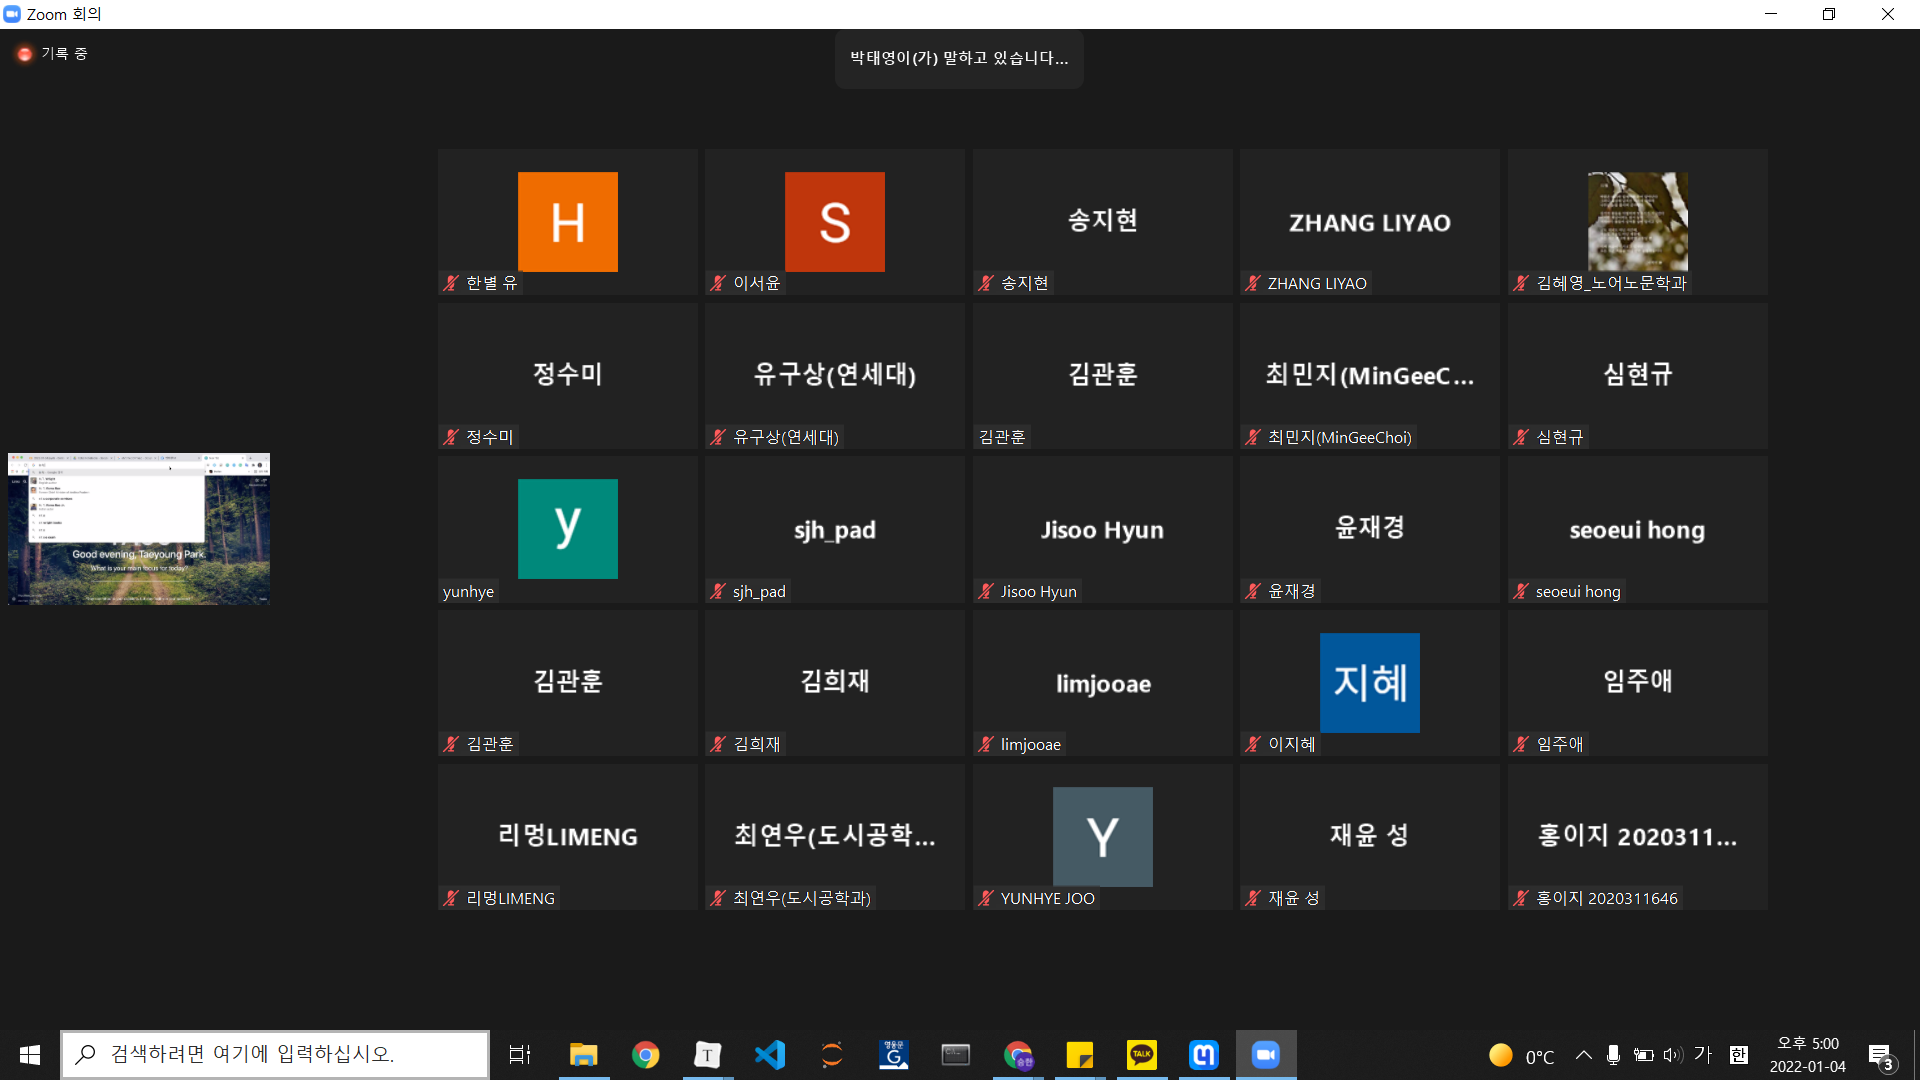 Zoom 회의
기록 중
박태영이(가) 말하고 있습니다...
H
S
송지현
ZHANG LIYAO
한별 유
이서윤
송지현
ZHANG LIYAO
김혜영_노어노문학과
정수미
유구상(연세대)
김관훈
최민지(MinGeeC...
심현규
정수미
유구상(연세대)
김관훈
최민지(MinGeeChoi)
심현규
Good evening, Taeyoung Park.
What is your main focus for today?
y
sjh_pad
Jisoo Hyun
윤재경
seoeui hong
yunhye
sjh_pad
Jisoo Hyun
윤재경
seoeui hong
김관훈
김희재
limjooae
지혜
임주애
김관훈
김희재
limjooae
이지혜
임주애
리멍LIMENG
최연우(도시공학...
Y
재윤 성
홍이지 2020311...
리멍LIMENG
최연우(도시공학과)
YUNHYE JOO
재윤 성
홍이지 2020311646
검색하려면 여기에 입력하십시오.
T
영웅문
G
C:\
승한
TALK
0°C
가
한
오후 5:00
2022-01-04
3